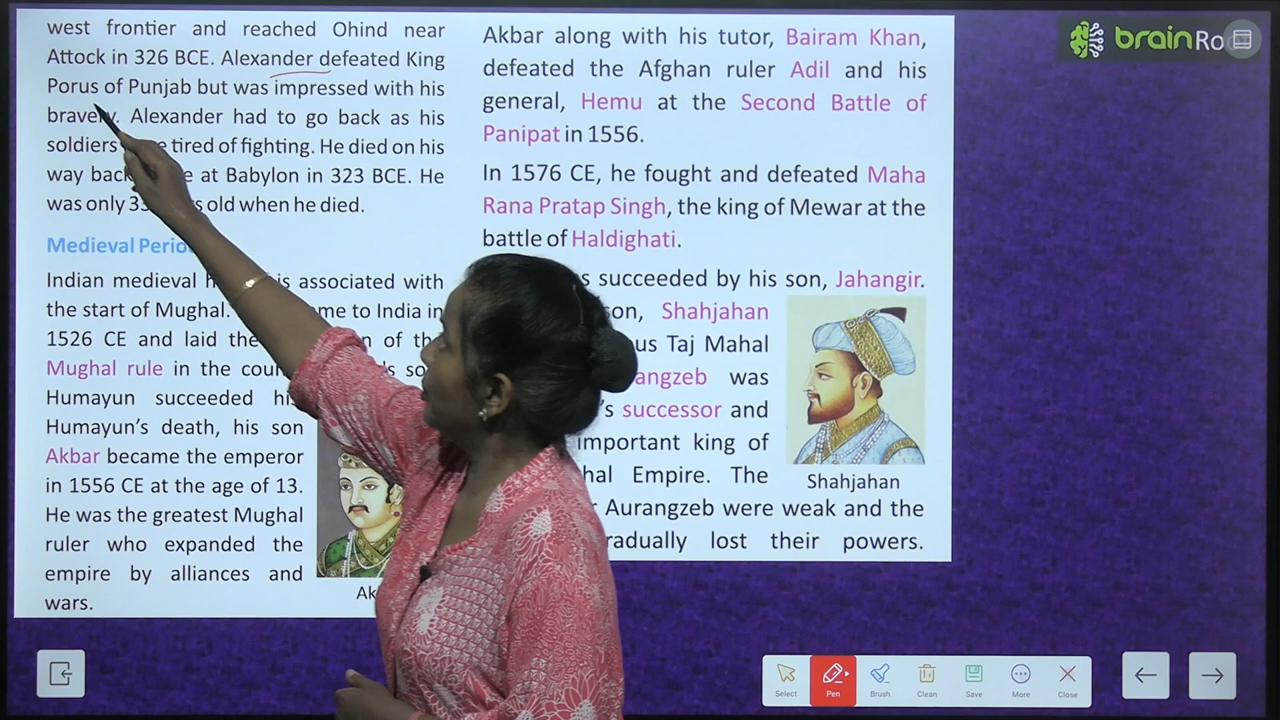 west frontier and reached Ohind near
Attock in 326 BCE. Alexander defeated King
Porus of Punjab but was impressed with his
bravery. Alexander had to go back as his
soldiers tired of fighting. He died on his
way back at Babylon in 323 BCE. He
was only old when he died.
Medieval
Indian medieval is associated with
the start of Mughal. to India in
1526 CE and laid the of
Mughal rule in the
Humayun succeeded
Humayun's death, his son
Akbar became the emperor
in 1556 CE at the age of 13.
He was the greatest Mughal
ruler who expanded the
empire by alliances and
wars.
Akbar along with his tutor, Bairam Khan,
defeated the Afghan ruler Adil and his
general, Hemu at the Second Battle of
Panipat in 1556.
In 1576 CE, he fought and defeated Maha
Rana Pratap Singh, the king of Mewar at the
battle of Haldighati.
succeeded by his son, Jahangir.
son, Shahjahan
Taj Mahal
was
successor and
important king of
Empire. The
Aurangzeb were weak and the
gradually lost their powers.
Shahjahan
brain
Select
Pen
Brush
Clean
Save
More
Close